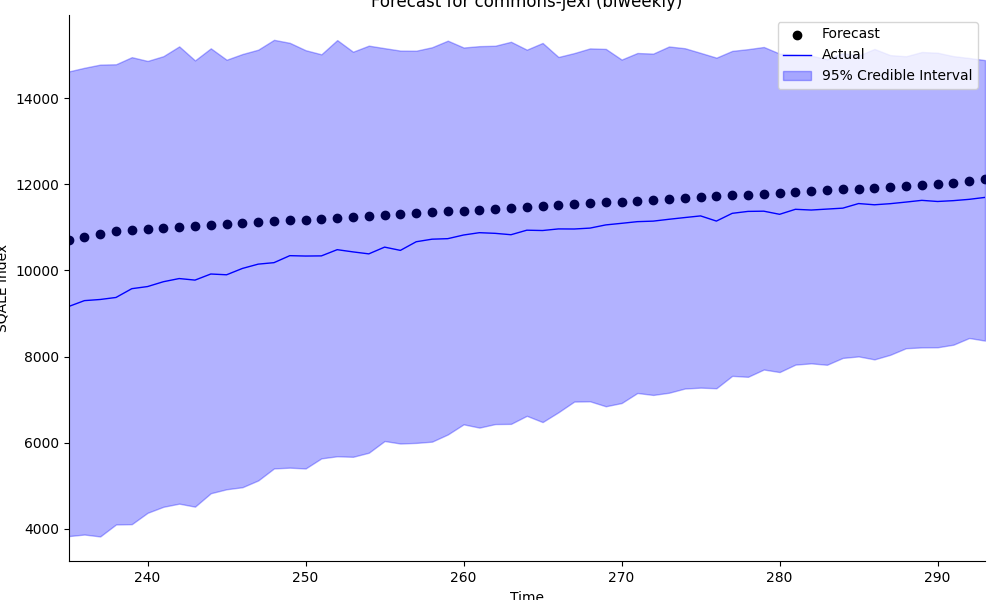 Forecast for commons-jexl (biweekly)
Forecast
Actual
95% Credible Interval
14000
12000
10000
8000
6000
4000
SQALE Index
240
250
260
270
280
290
Time